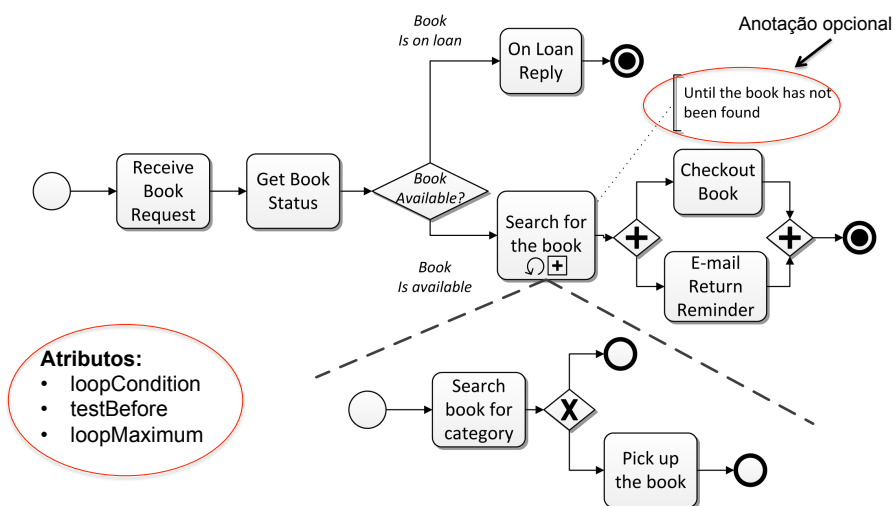 Book
Is on loan
Anotação opcional
On Loan
Reply
Until the book has not
been found
Receive
Book
Request
Get Book
Status
Book
Available?
Checkout
Book
Search for
the book
Book
Is available
E-mail
Return
Reminder
Atributos:
• loopCondition
• testBefore
• loopMaximum
Search
book for
category
X
Pick up
the book